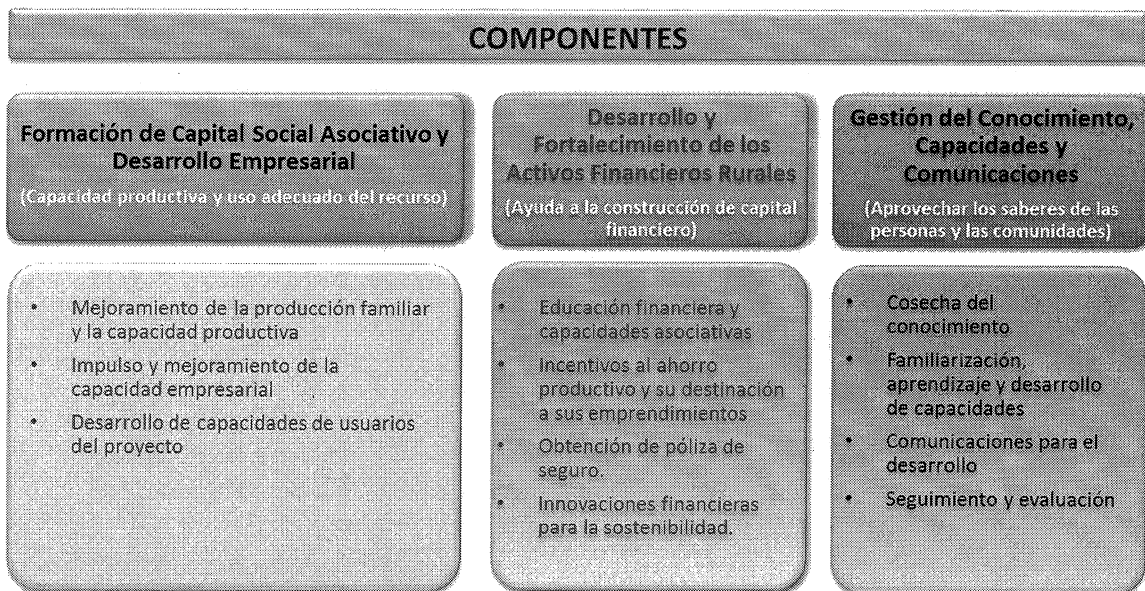 COMPONENTES
Formación de Capital Social Asociativo y
Desarrollo Empresarial
(Capacidad productiva y uso adecuado del recurso)
• Mejoramiento de la producción familiar
y la capacidad productiva
• Impulso y mejoramiento de la
capacidad empresarial
• Desarrollo de capacidades de usuarios
del proyecto
Desarrollo y
Fortalecimiento de los
Activos Financieros Rurales
(Ayuda a la construcción de capital
financiero)
• Educación financiera y
capacidades asociativas
• Incentivos al ahorro
productivo y su destinación
a sus emprendimientos
• Obtención de póliza de
seguro.
• Innovaciones financieras
para la sostenibilidad.
Gestión del Conocimiento,
Capacidades y
Comunicaciones
(Aprovechar los saberes de las
personas y las comunidades)
• Cosecha del
conocimiento
• Familiarización,
aprendizaje y desarrollo
de capacidades
• Comunicaciones para el
desarrollo
• Seguimiento y evaluación